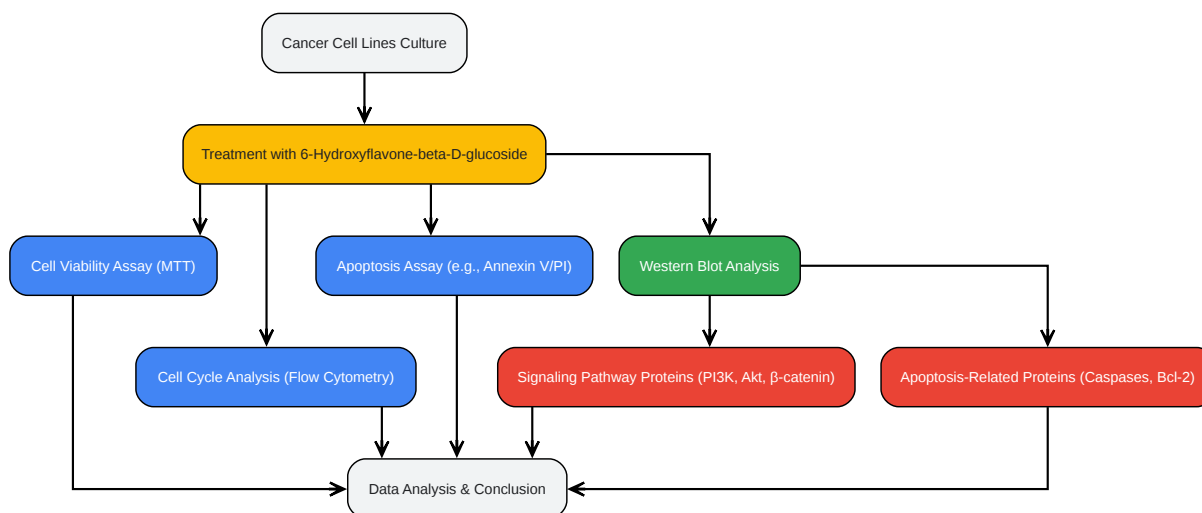 Cancer Cell Lines Culture
Treatment with 6-Hydroxyflavone-beta-D-glucoside
Cell Viability Assay (MTT)
Apoptosis Assay (e.g., Annexin V/PI)
Western Blot Analysis
Cell Cycle Analysis (Flow Cytometry)
Signaling Pathway Proteins (PI3K, Akt, β-catenin)
Apoptosis-Related Proteins (Caspases, Bcl-2)
Data Analysis & Conclusion